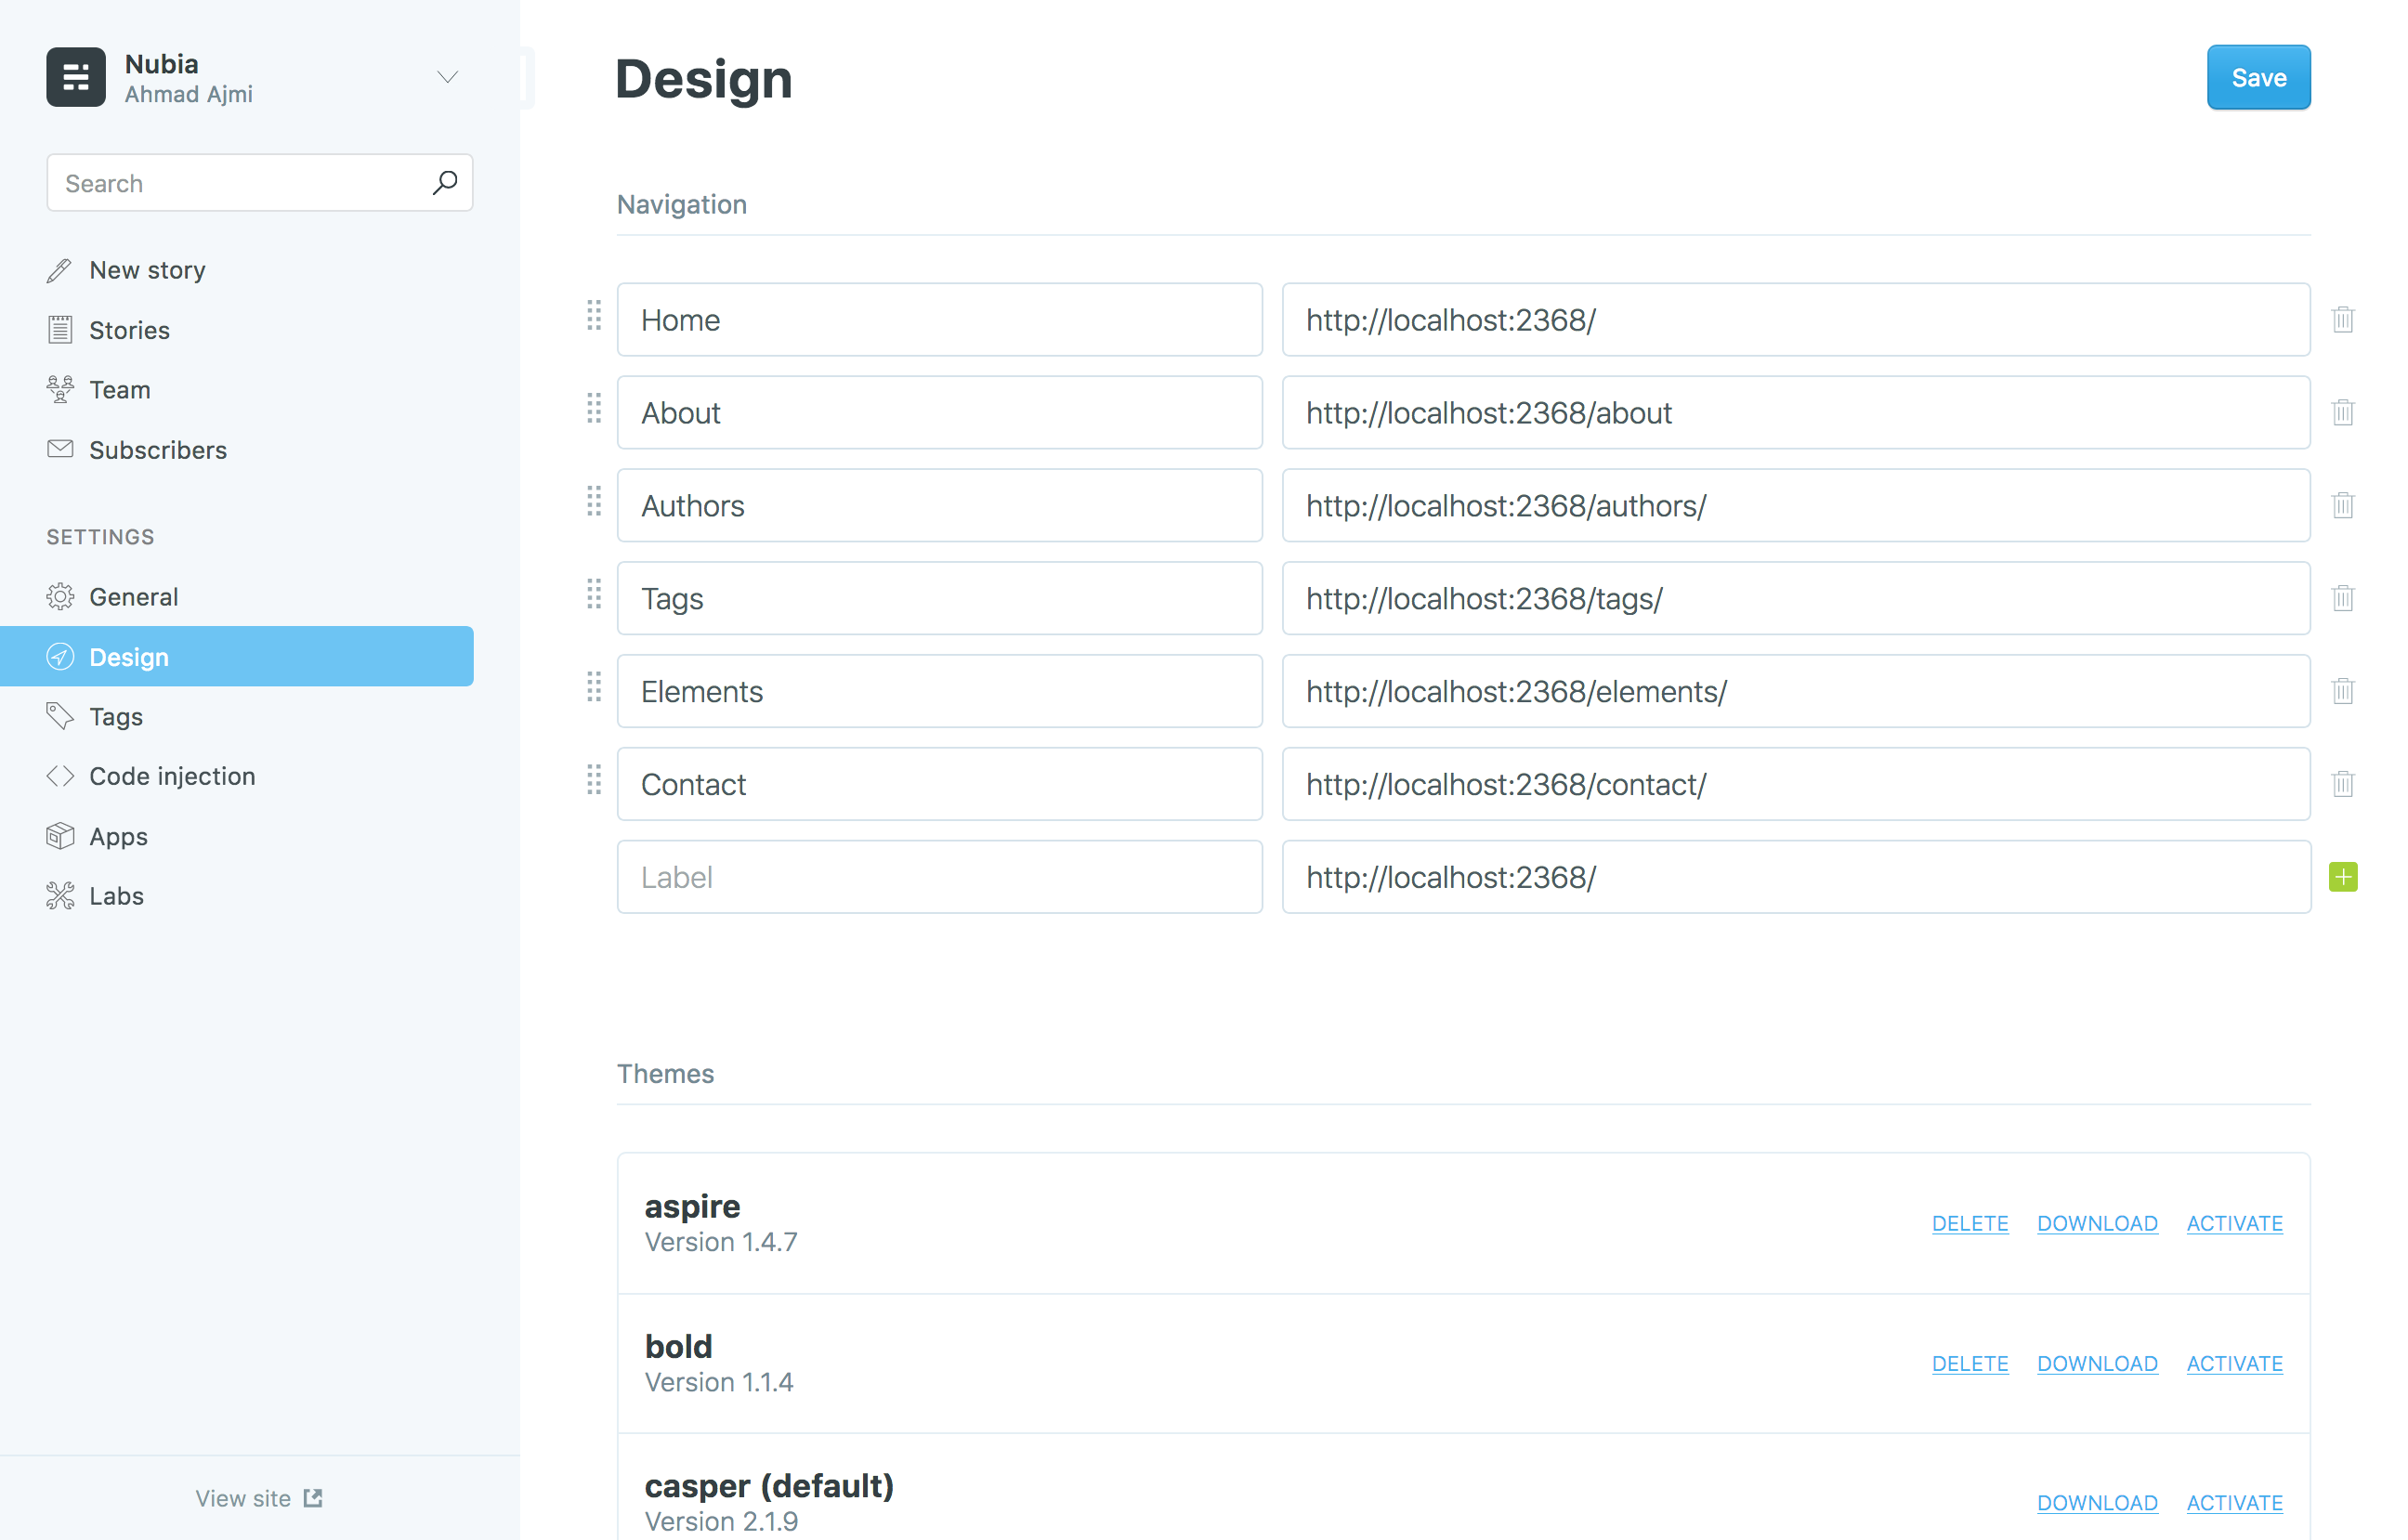 Nubia
Ahmad Ajmi
Search
New story
Stories
Team
Subscribers
SETTINGS
General
Design
Tags
Code injection
Apps
Labs
View site
Design
Save
Navigation
Home http://localhost:2368/
About http://localhost:2368/about
Authors http://localhost:2368/authors/
Tags http://localhost:2368/tags/
Elements http://localhost:2368/elements/
Contact http://localhost:2368/contact/
Label http://localhost:2368/
Themes
aspire
Version 1.4.7
DELETE DOWNLOAD ACTIVATE
bold
Version 1.1.4
DELETE DOWNLOAD ACTIVATE
casper (default)
Version 2.1.9
DOWNLOAD ACTIVATE